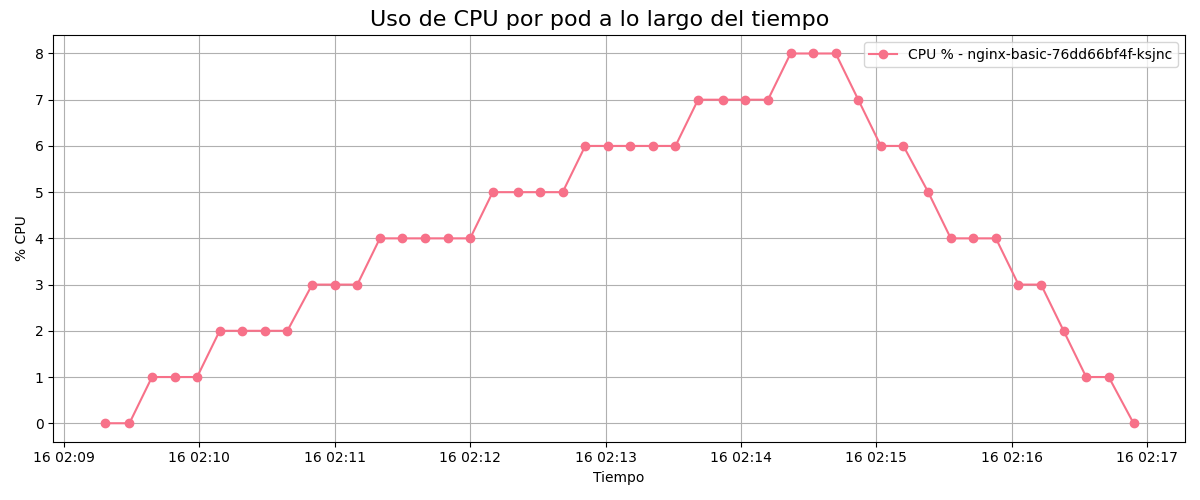 Uso de CPU por pod a lo largo del tiempo
CPU % - nginx-basic-76dd66bf4f-ksjnc
8
7
6
5
4
3
2
1
0
% CPU
16 02:09 16 02:10 16 02:11 16 02:12 16 02:13 16 02:14 16 02:15 16 02:16 16 02:17
Tiempo